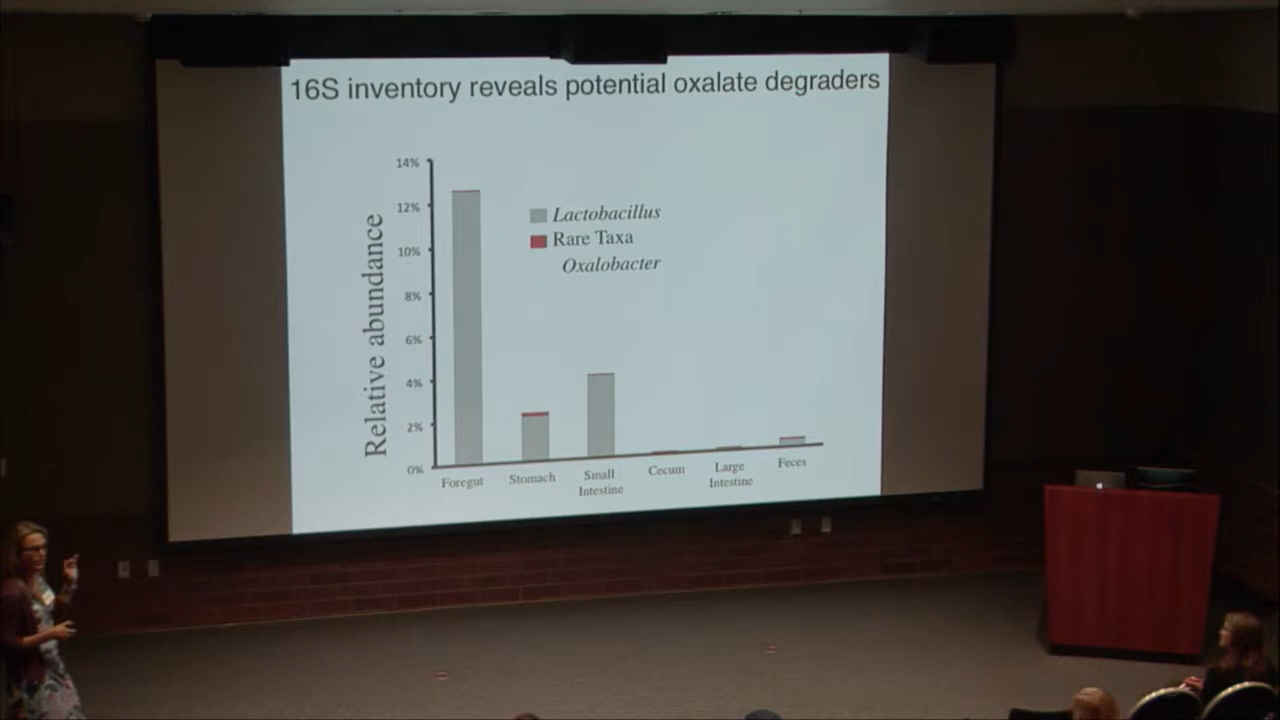 16S inventory reveals potential oxalate degraders
14%
12%
10%
8%
6%
4%
2%
0%
Relative abundance
Lactobacillus
Rare Taxa
Oxalobacter
Foregut
Stomach
Small
Intestine
Cecum
Large
Intestine
Feces